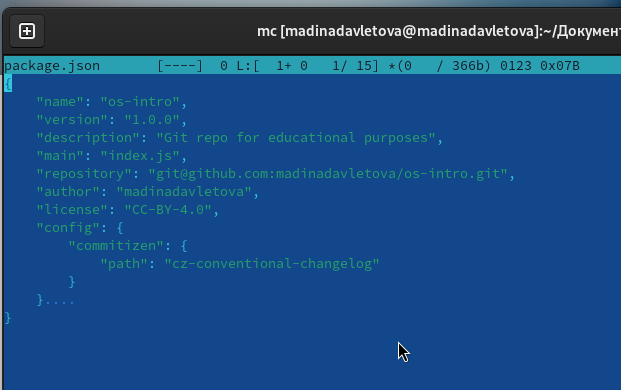 mc [madinadavletova@madinadavletova]:~/Документ
package.json       [----]  0 L:[  1+ 0   1/ 15] *(0   / 366b) 0123 0x07B
{
    "name": "os-intro",
    "version": "1.0.0",
    "description": "Git repo for educational purposes",
    "main": "index.js",
    "repository": "git@github.com:madinadavletova/os-intro.git",
    "author": "madinadavletova",
    "license": "CC-BY-4.0",
    "config": {
        "commitizen": {
            "path": "cz-conventional-changelog"
        }
    }....
}